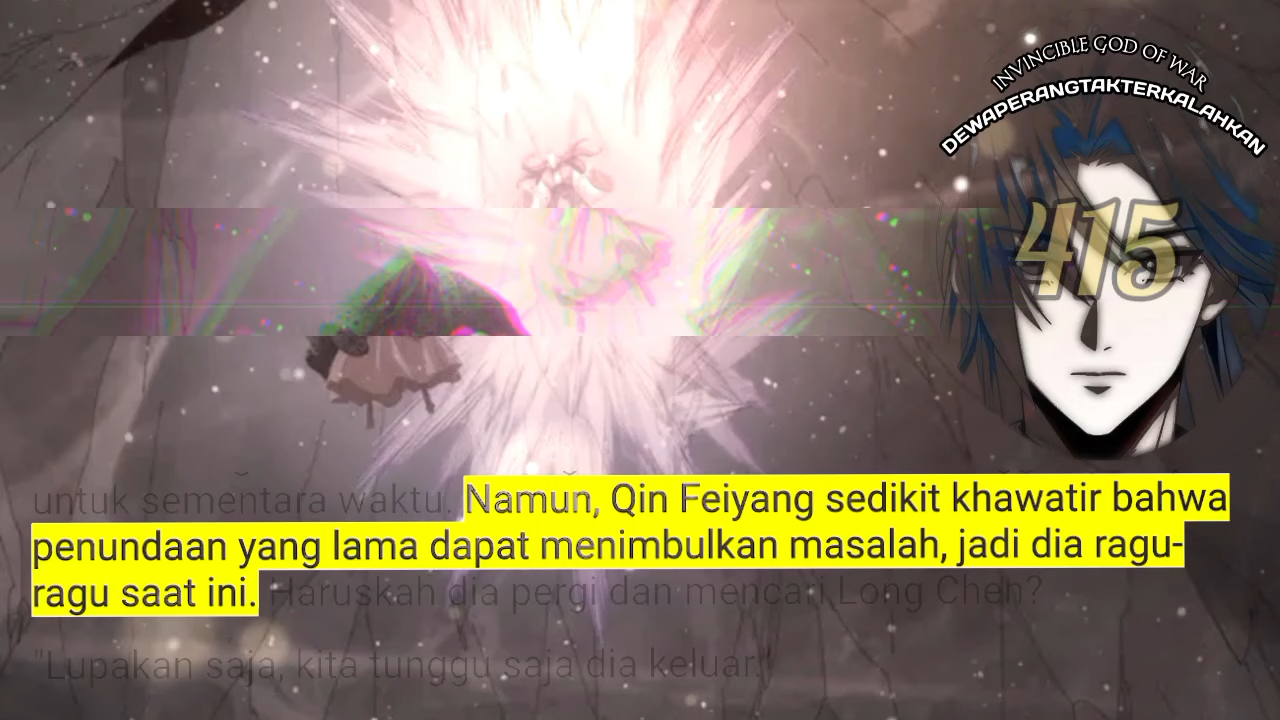 INVINCIBLE GOD OF WAR
DEWAPERANGTAKTERKALAHKAN
415
untuk sementara waktu. Namun, Qin Feiyang sedikit khawatir bahwa
penundaan yang lama dapat menimbulkan masalah, jadi dia ragu-
ragu saat ini. Haruskah dia pergi dan mencari Long Chen?
"Lupakan saja, kita tunggu saja dia keluar."